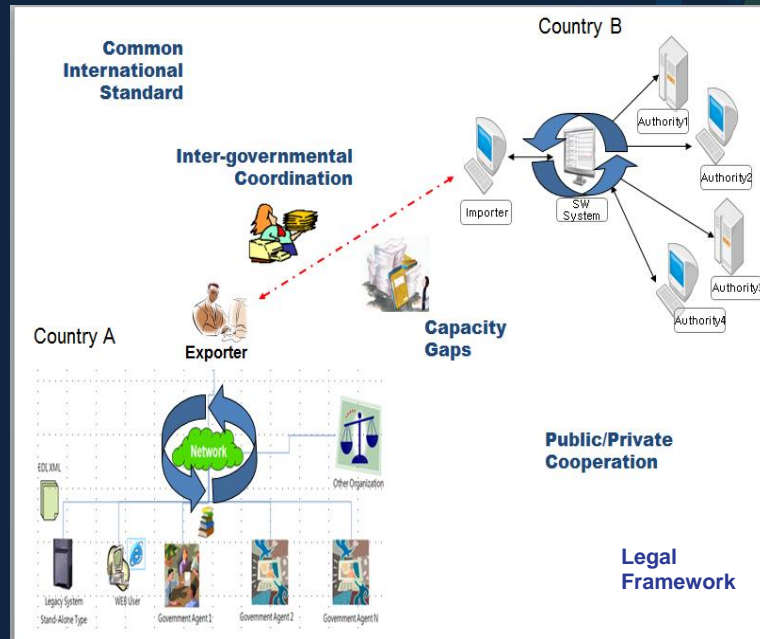 Country B
Common
International
Standard
Authority1
Inter-governmental
Coordination
Authority2
Importer
SW
System
Authority3
Authority4
Country A
Exporter
Capacity
Gaps
Network
Public/Private
Cooperation
EDI, XML
Other Organization
Legal
Framework
Legacy System
Stand-Alone Type
WEB User
Government Agent 1
Government Agent 2
Government Agent N